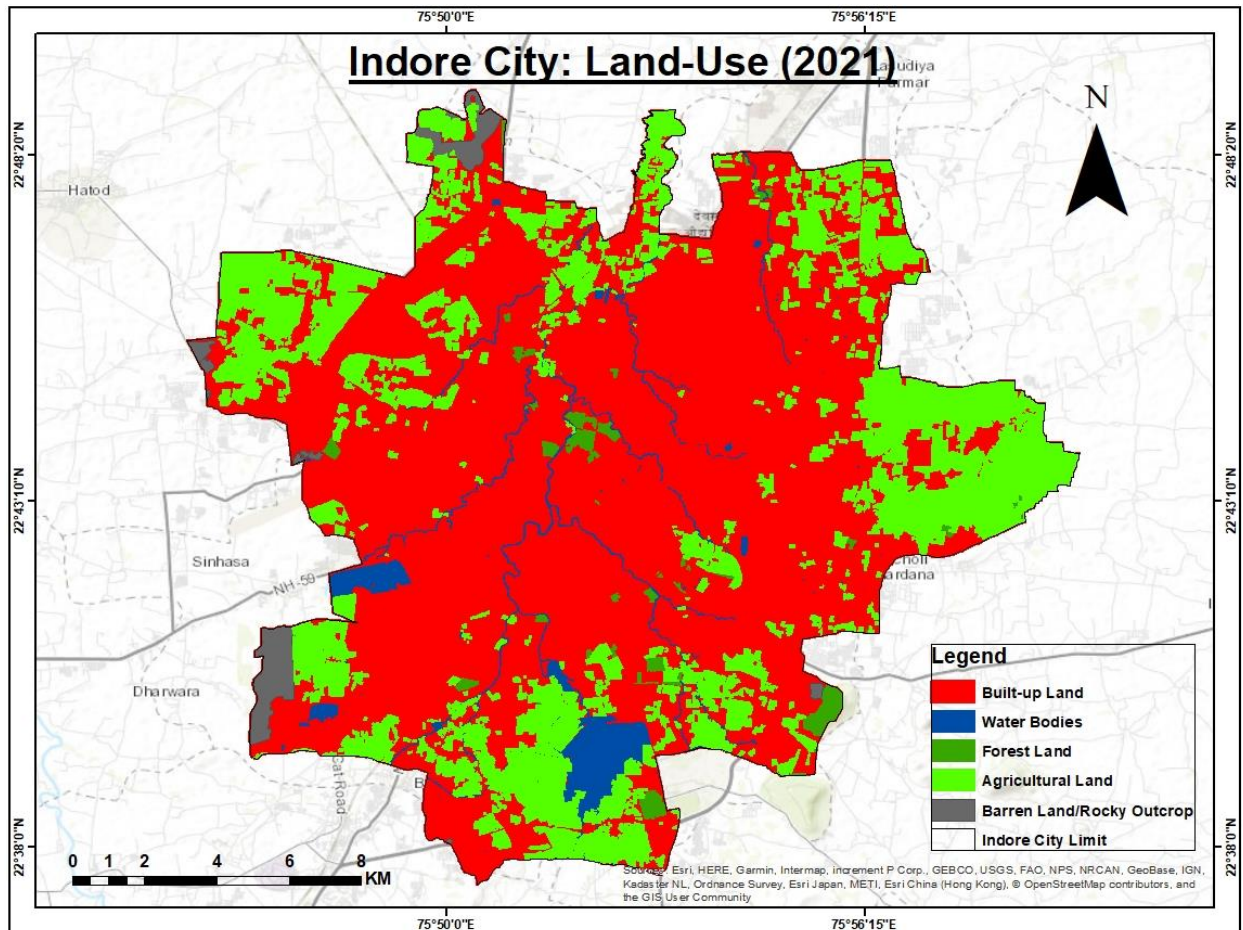 75°50'0"E
75°56'15"E
Indore City: Land-Use (2021)
Parmar
N
22°48'20"N
22°48'20"N
Hatod
22°43'10"N
22°43'10"N
Sinhasa
NH-59
Dharwara
Cat Road
Legend
Built-up Land
Water Bodies
Forest Land
Agricultural Land
Barren Land/Rocky Outcrop
Indore City Limit
22°38'0"N
22°38'0"N
0 1 2 4 6 8
KM
Esri, HERE, Garmin, Intermap, increment P Corp., GEBCO, USGS, FAO, NPS, NRCAN, GeoBase, IGN,
Kadaster NL, Ordnance Survey, Esri Japan, METI, Esri China (Hong Kong), © OpenStreetMap contributors, and
the GIS User Community
75°50'0"E
75°56'15"E